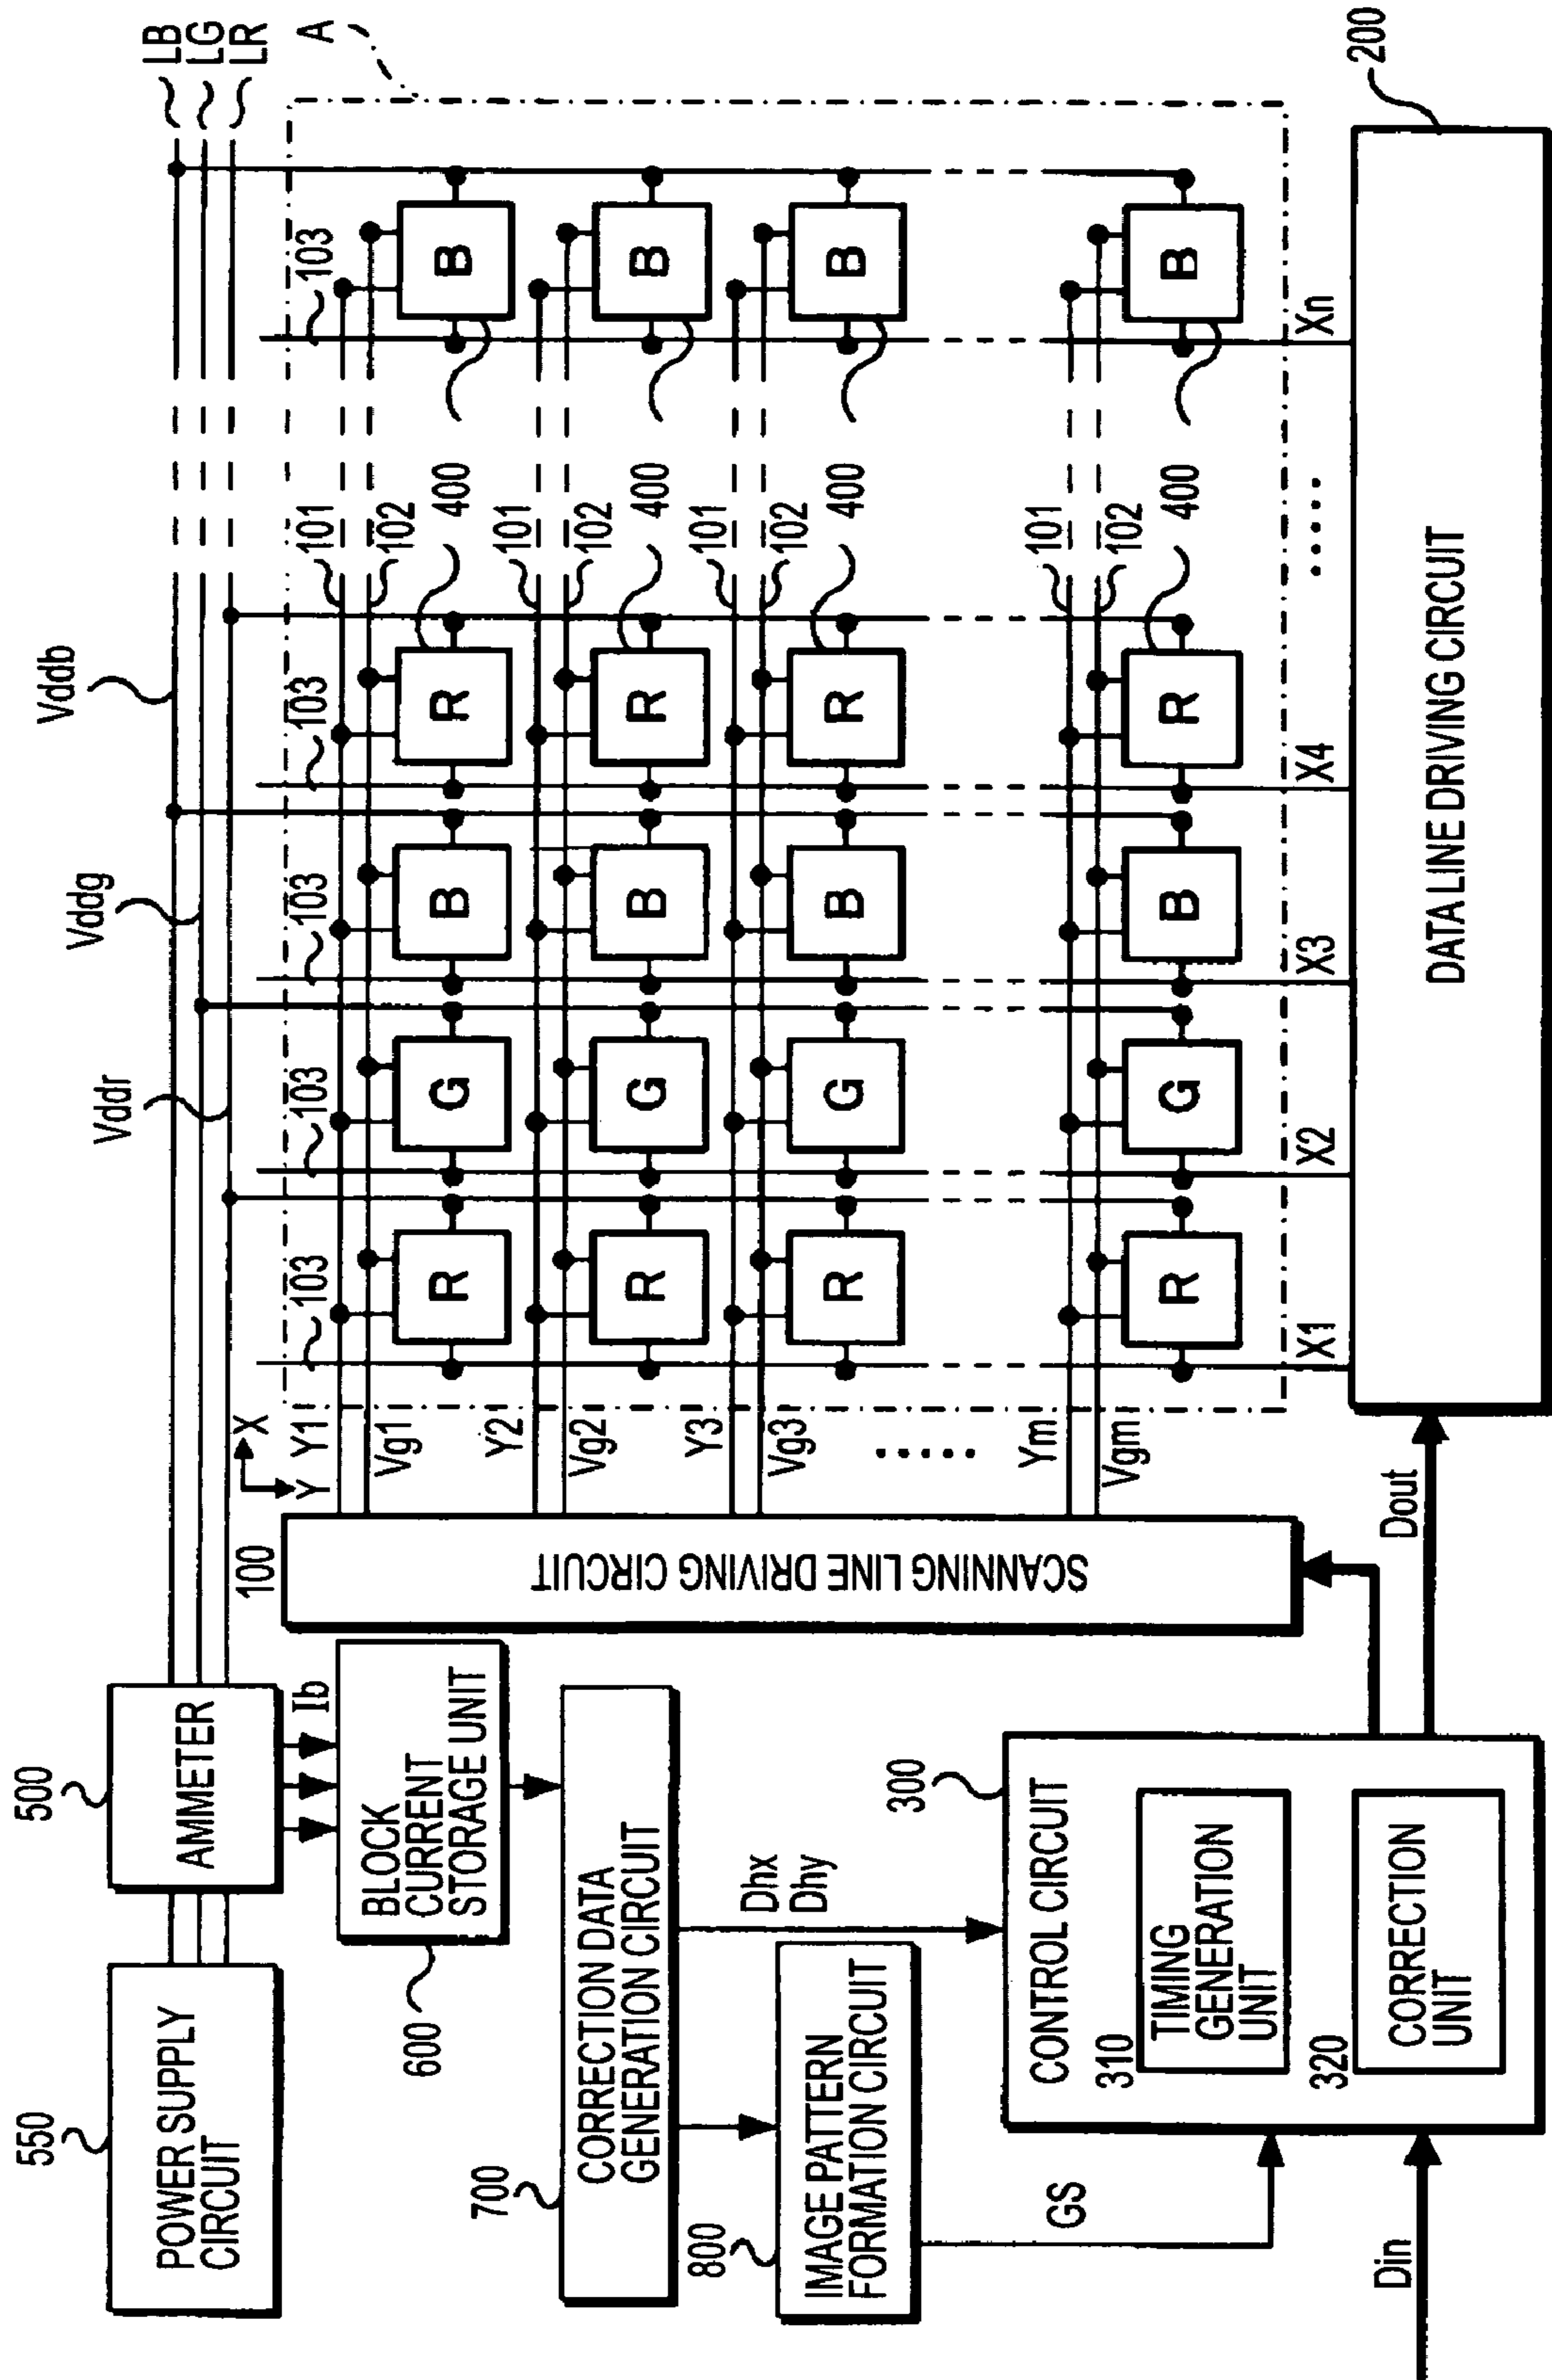 550
POWER SUPPLY
CIRCUIT
500
AMMETER
Ib
BLOCK
CURRENT
STORAGE UNIT
600
700
CORRECTION DATA
GENERATION CIRCUIT
Dhx
Dhy
800
IMAGE PATTERN
FORMATION CIRCUIT
GS
Din
300
CONTROL CIRCUIT
310
TIMING
GENERATION
UNIT
320
CORRECTION
UNIT
Dout
100
SCANNING LINE DRIVING CIRCUIT
X
Y
Vddr
Vddg
Vddb
LB
LG
LR
A
103
103
103
103
103
Y1
Vg1
101
102
R
G
B
R
400
B
Y2
Vg2
101
102
R
G
B
R
400
B
Y3
Vg3
101
102
R
G
B
R
400
B
.....
Ym
Vgm
101
102
R
G
B
R
400
B
X1
X2
X3
X4
.....
Xn
DATA LINE DRIVING CIRCUIT
200